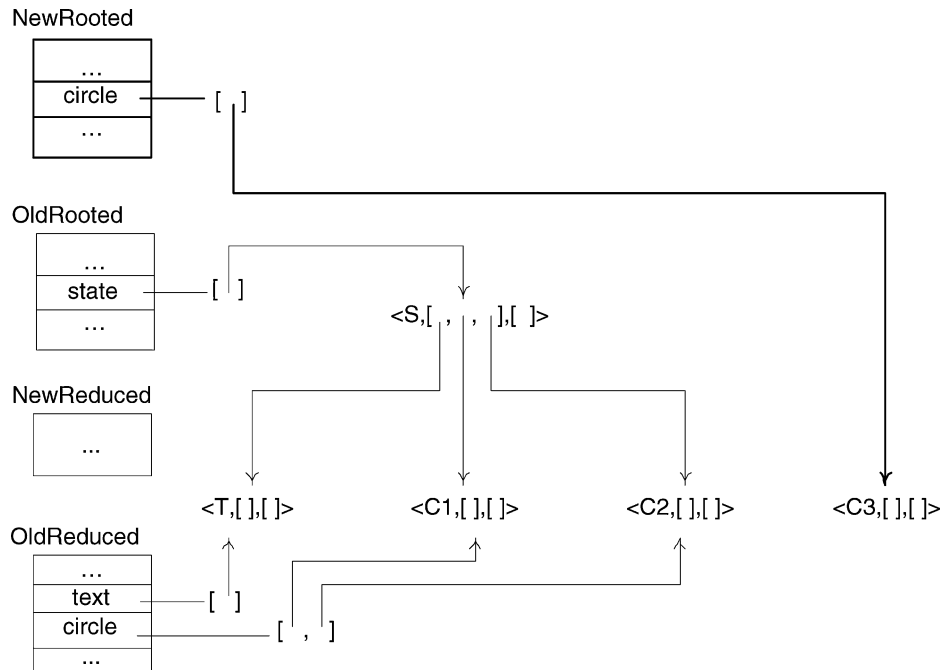 NewRooted
...
circle
[ ]
...
OldRooted
...
state
[ ]
...
<S,[ , , ],[ ]>
NewReduced
...
<T,[ ],[ ]> <C1,[ ],[ ]> <C2,[ ],[ ]> <C3,[ ],[ ]>
OldReduced
...
text
[ ]
circle
[ , ]
...